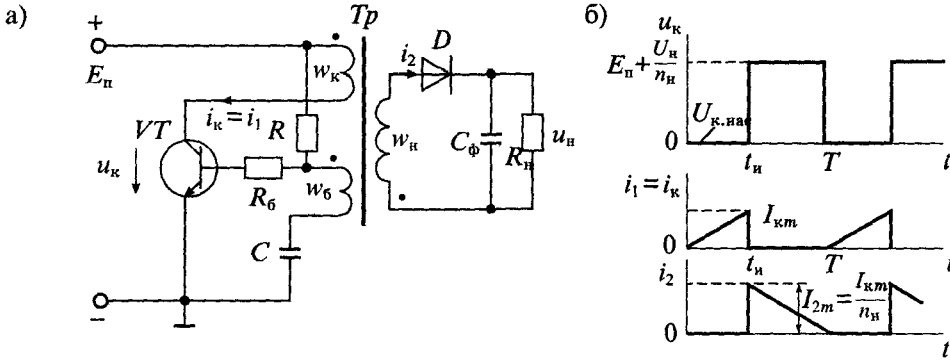 а)
Тр
+
E_п
w_к
i_к = i_1
R
VT
u_к
R_б
w_б
C
−
i_2
D
w_н
C_ф
R_н
u_н
б)
u_к
E_п + U_н/n_н
U_к.нас
0
t_и
T
t
i_1 = i_к
I_кm
0
t_и
T
t
i_2
I_2m = I_кm/n_н
0
t